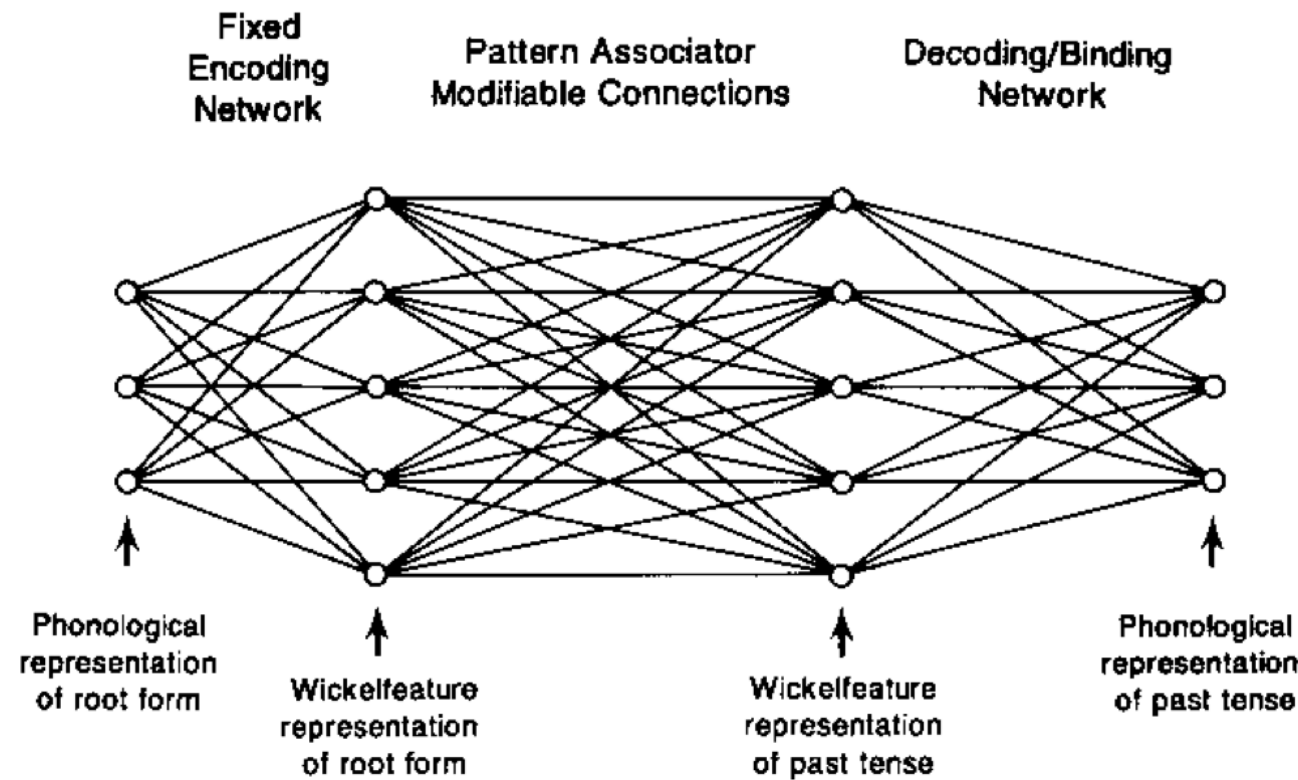 Fixed
Encoding
Network
Pattern Associator
Modifiable Connections
Decoding/Binding
Network
Phonological
representation
of root form
Wickelfeature
representation
of root form
Wickelfeature
representation
of past tense
Phonological
representation
of past tense